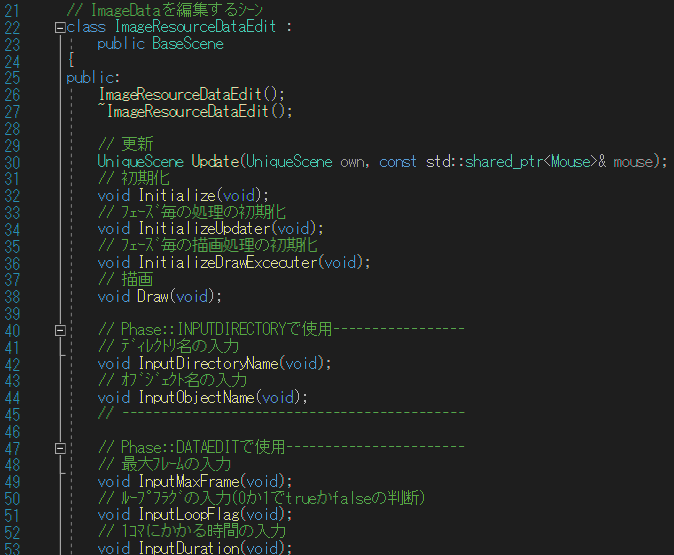 21 // ImageDataを編集するｼｰﾝ
22 class ImageResourceDataEdit :
23 public BaseScene
24 {
25 public:
26 ImageResourceDataEdit();
27 ~ImageResourceDataEdit();
28
29 // 更新
30 UniqueScene Update(UniqueScene own, const std::shared_ptr<Mouse>& mouse);
31 // 初期化
32 void Initialize(void);
33 // ﾌｪｰｽﾞ毎の処理の初期化
34 void InitializeUpdater(void);
35 // ﾌｪｰｽﾞ毎の描画処理の初期化
36 void InitializeDrawExcecuter(void);
37 // 描画
38 void Draw(void);
39
40 // Phase::INPUTDIRECTORYで使用-----------------
41 // ﾃﾞｨﾚｸﾄﾘ名の入力
42 void InputDirectoryName(void);
43 // ｵﾌﾞｼﾞｪｸﾄ名の入力
44 void InputObjectName(void);
45 // --------------------------------------------
46
47 // Phase::DATAEDITで使用-----------------------
48 // 最大ﾌﾚｰﾑの入力
49 void InputMaxFrame(void);
50 // ﾙｰﾌﾟﾌﾗｸﾞの入力(0か1でtrueかfalseの判断)
51 void InputLoopFlag(void);
52 // 1ｺﾏにかかる時間の入力
53 void InputDuration(void);